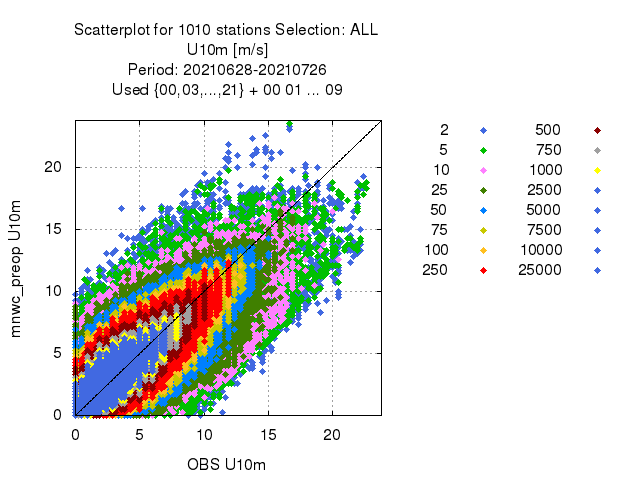 Scatterplot for 1010 stations Selection: ALL
U10m [m/s]
Period: 20210628-20210726
Used {00,03,...,21} + 00 01 ... 09
mnwc_preop U10m
20
15
10
5
0
0 5 10 15 20
OBS U10m
2 500
5 750
10 1000
25 2500
50 5000
75 7500
100 10000
250 25000